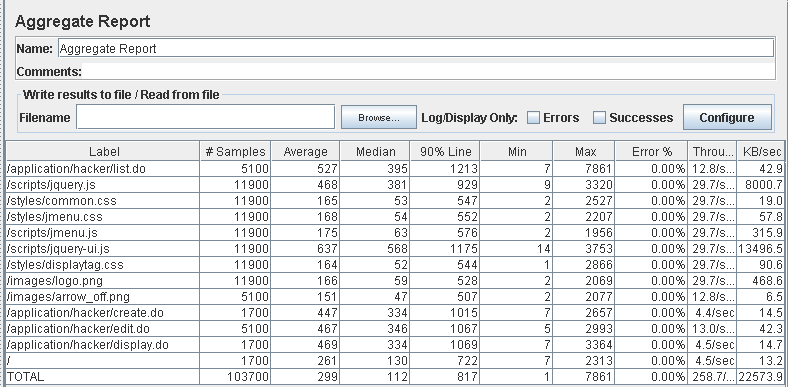 Aggregate Report
Name: Aggregate Report
Comments:
Write results to file / Read from file
Filename Browse... Log/Display Only: Errors Successes Configure
Label # Samples Average Median 90% Line Min Max Error % Throu... KB/sec
/application/hacker/list.do 5100 527 395 1213 7 7861 0.00% 12.8/s... 42.9
/scripts/jquery.js 11900 468 381 929 9 3320 0.00% 29.7/s... 8000.7
/styles/common.css 11900 165 53 547 2 2527 0.00% 29.7/s... 19.0
/styles/jmenu.css 11900 168 54 552 2 2207 0.00% 29.7/s... 57.8
/scripts/jmenu.js 11900 175 63 576 2 1956 0.00% 29.7/s... 315.9
/scripts/jquery-ui.js 11900 637 568 1175 14 3753 0.00% 29.7/s... 13496.5
/styles/displaytag.css 11900 164 52 544 1 2866 0.00% 29.7/s... 90.6
/images/logo.png 11900 166 59 528 2 2069 0.00% 29.7/s... 468.6
/images/arrow_off.png 5100 151 47 507 2 2077 0.00% 12.8/s... 6.5
/application/hacker/create.do 1700 447 334 1015 7 2657 0.00% 4.4/sec 14.5
/application/hacker/edit.do 5100 467 346 1067 5 2993 0.00% 13.0/s... 42.3
/application/hacker/display.do 1700 469 334 1069 7 3364 0.00% 4.5/sec 14.7
/ 1700 261 130 722 7 2313 0.00% 4.5/sec 13.2
TOTAL 103700 299 112 817 1 7861 0.00% 258.7/... 22573.9